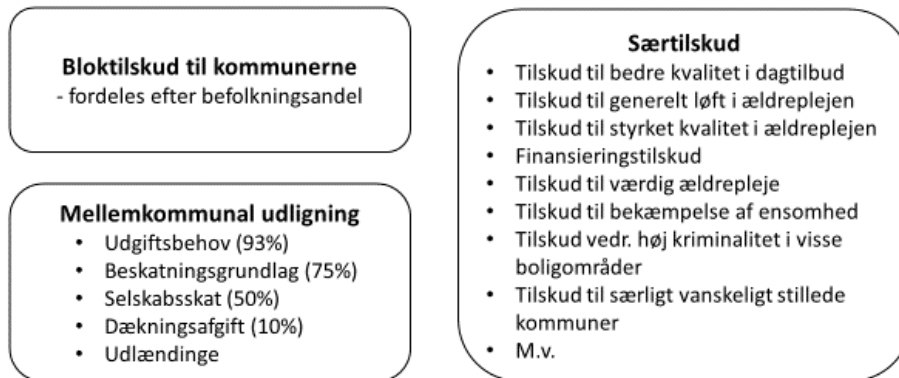 Bloktilskud til kommunerne
- fordeles efter befolkningsandel
Mellemkommunal udligning
• Udgiftsbehov (93%)
• Beskatningsgrundlag (75%)
• Selskabsskat (50%)
• Dækningsafgift (10%)
• Udlændinge
Særtilskud
• Tilskud til bedre kvalitet i dagtilbud
• Tilskud til generelt løft i ældreplejen
• Tilskud til styrket kvalitet i ældreplejen
• Finansieringstilskud
• Tilskud til værdig ældrepleje
• Tilskud til bekæmpelse af ensomhed
• Tilskud vedr. høj kriminalitet i visse
boligområder
• Tilskud til særligt vanskeligt stillede
kommuner
• M.v.